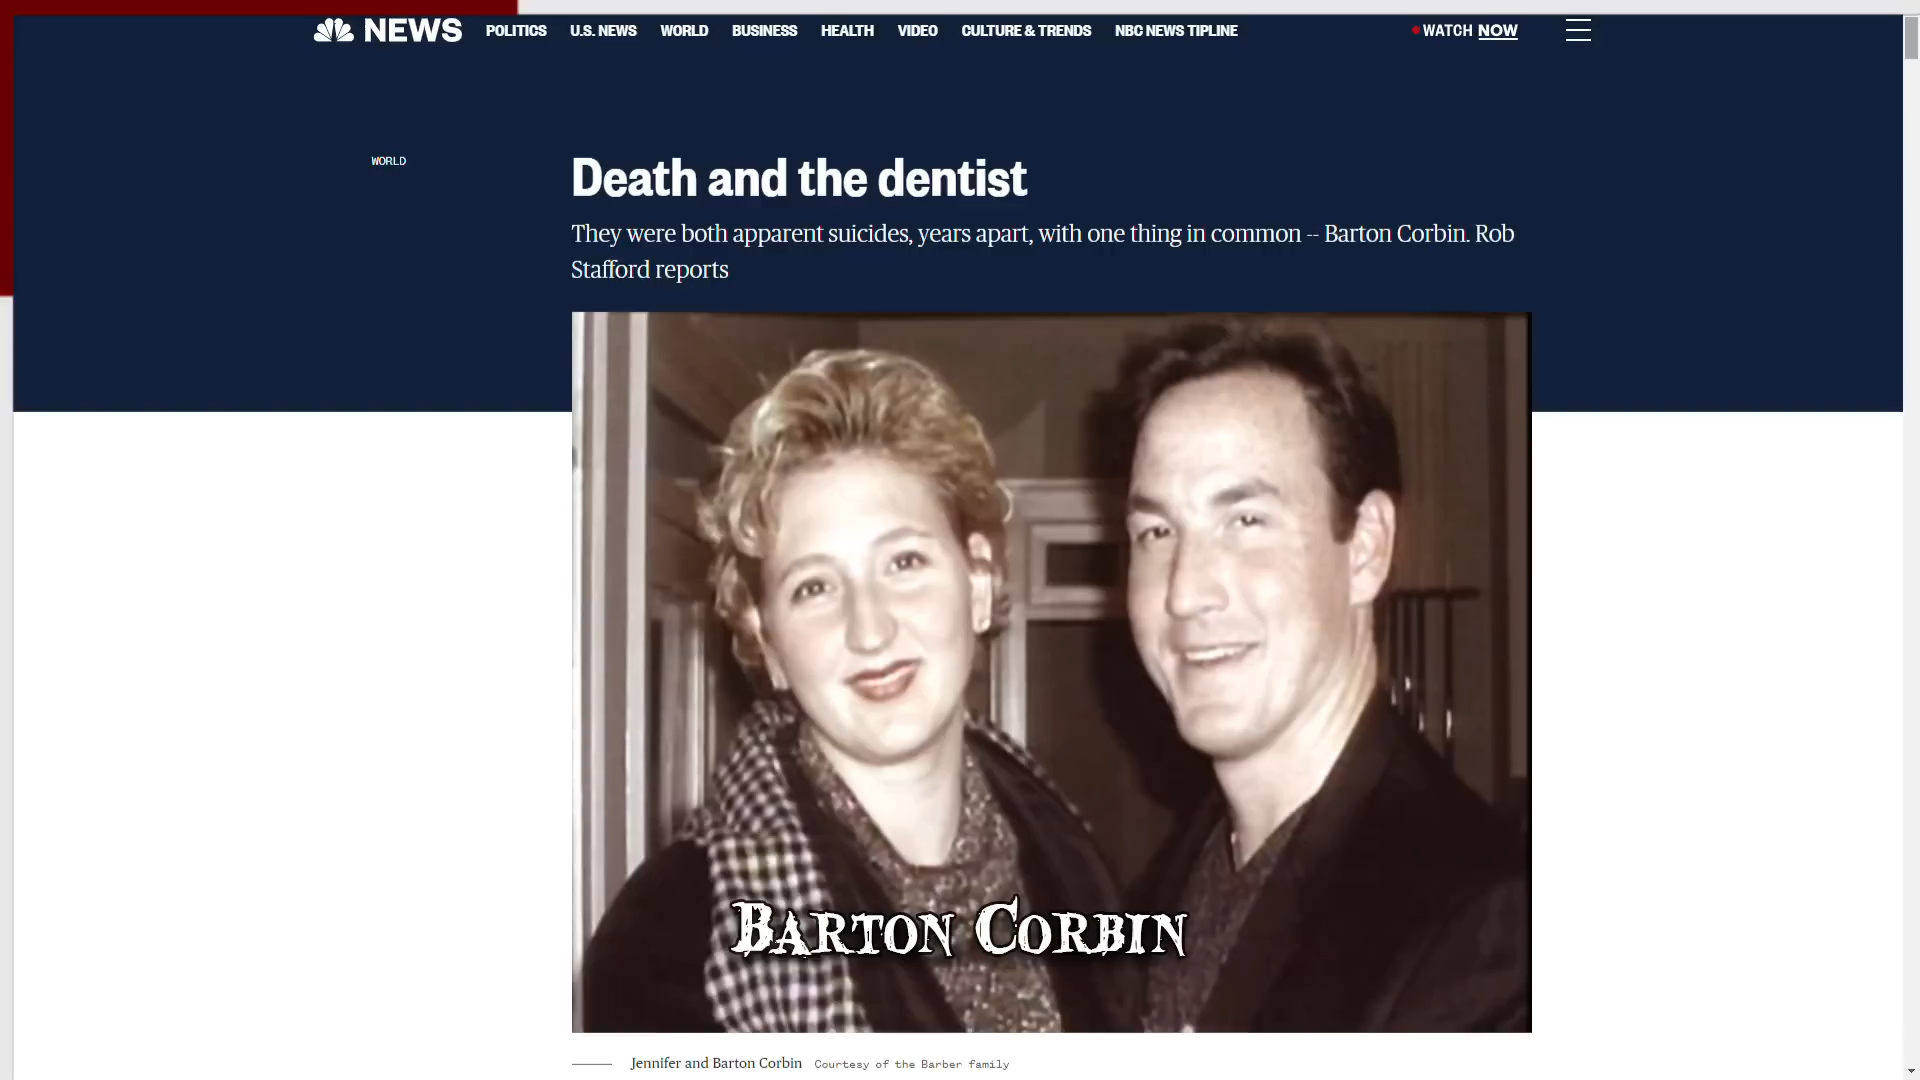 NEWS POLITICS U.S. NEWS WORLD BUSINESS HEALTH VIDEO CULTURE & TRENDS NBC NEWS TIPLINE WATCH NOW
WORLD
Death and the dentist
They were both apparent suicides, years apart, with one thing in common -- Barton Corbin. Rob
Stafford reports
BARTON CORBIN
Jennifer and Barton Corbin Courtesy of the Barber family